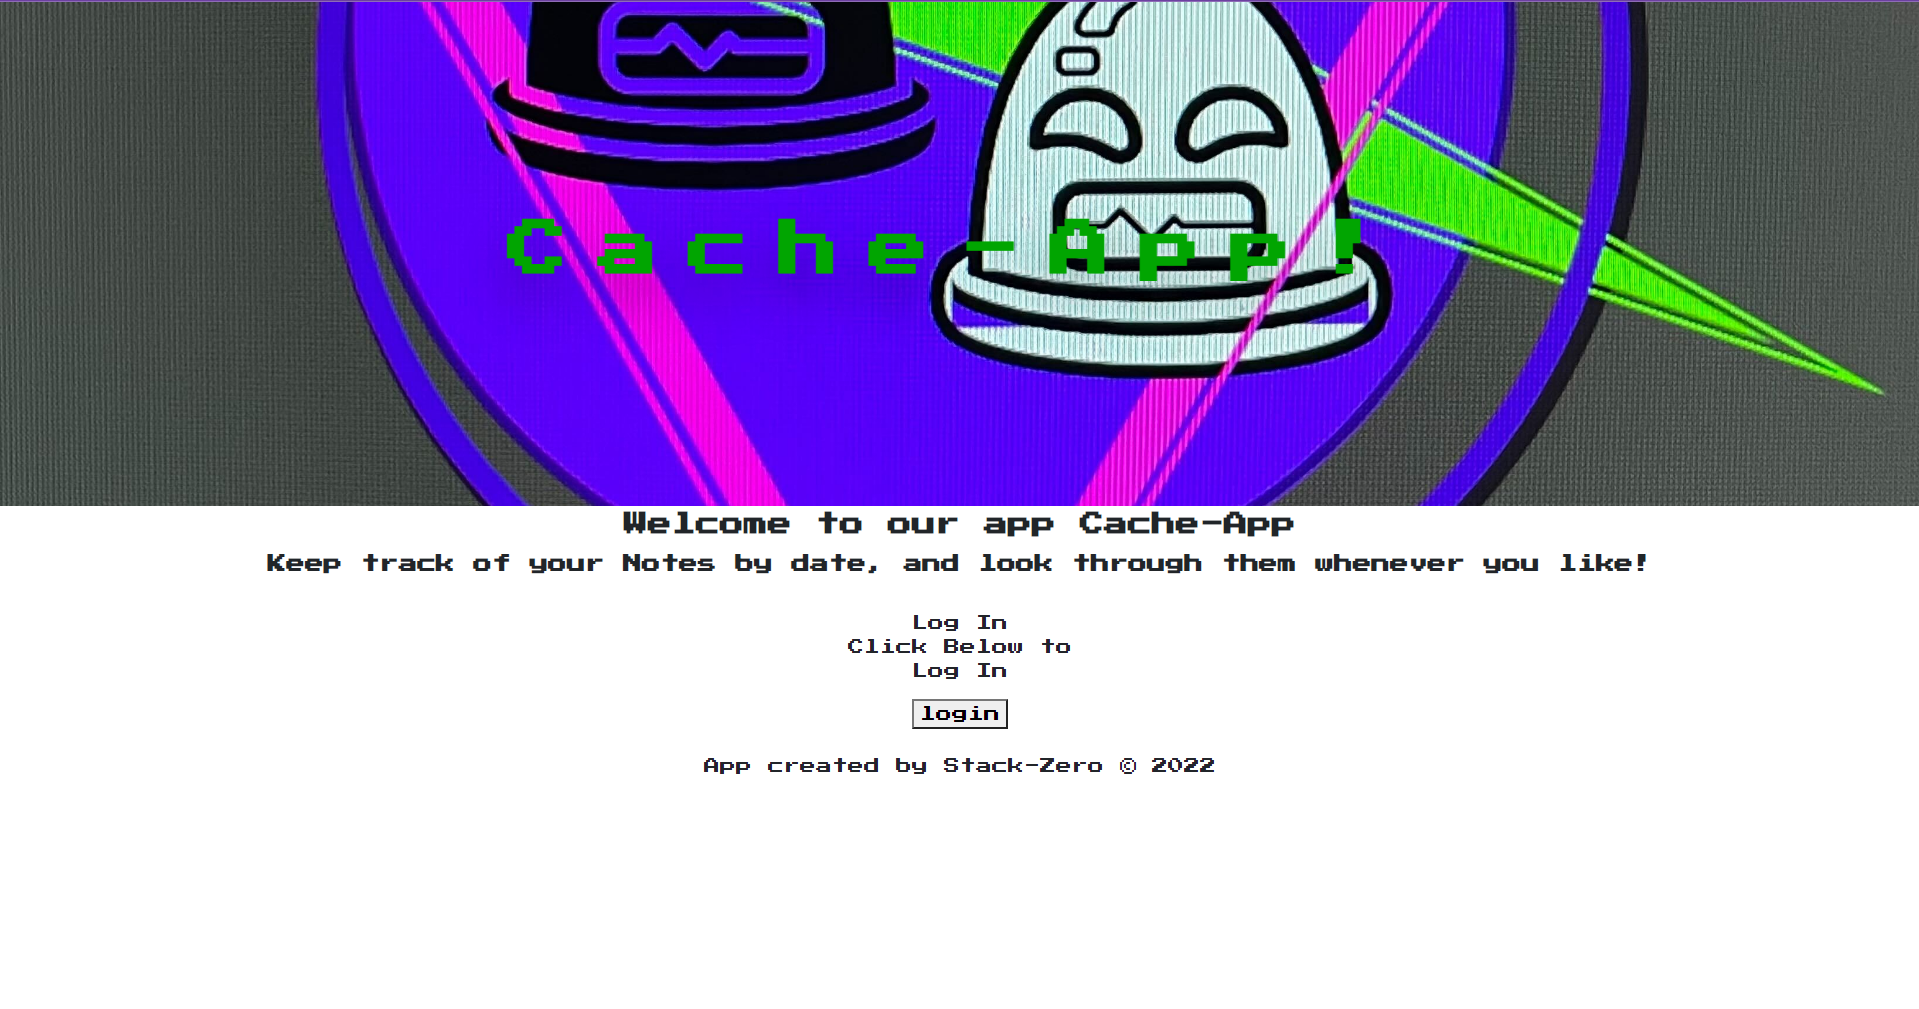 Cache-App!
Welcome to our app Cache-App
Keep track of your Notes by date, and look through them whenever you like!
Log In
Click Below to
Log In
login
App created by Stack-Zero © 2022